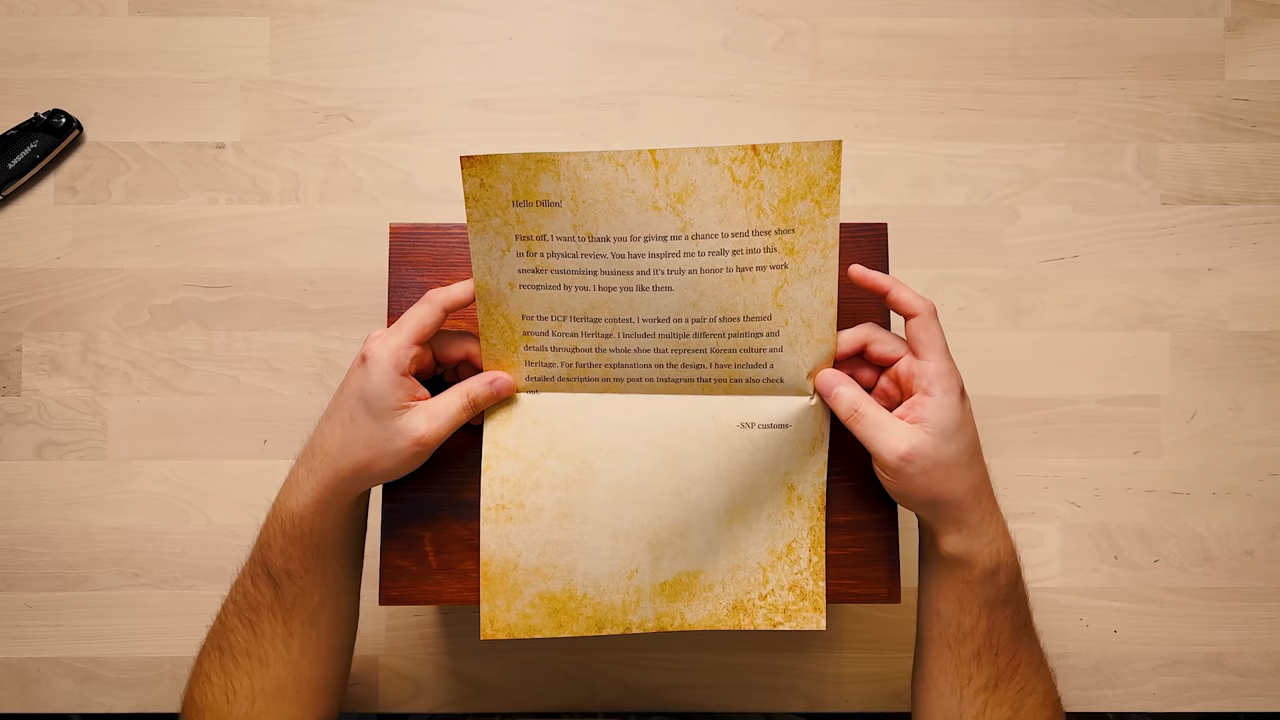 HUSKY
Hello Dillon!
First off, I want to thank you for giving me a chance to send these shoes
in for a physical review. You have inspired me to really get into this
sneaker customizing business and it's truly an honor to have my work
recognized by you. I hope you like them.
For the DCF Heritage contest, I worked on a pair of shoes themed
around Korean Heritage. I included multiple different paintings and
details throughout the whole shoe that represent Korean culture and
Heritage. For further explanations on the design, I have included a
detailed description on my post on Instagram that you can also check
out.
-SNP customs-